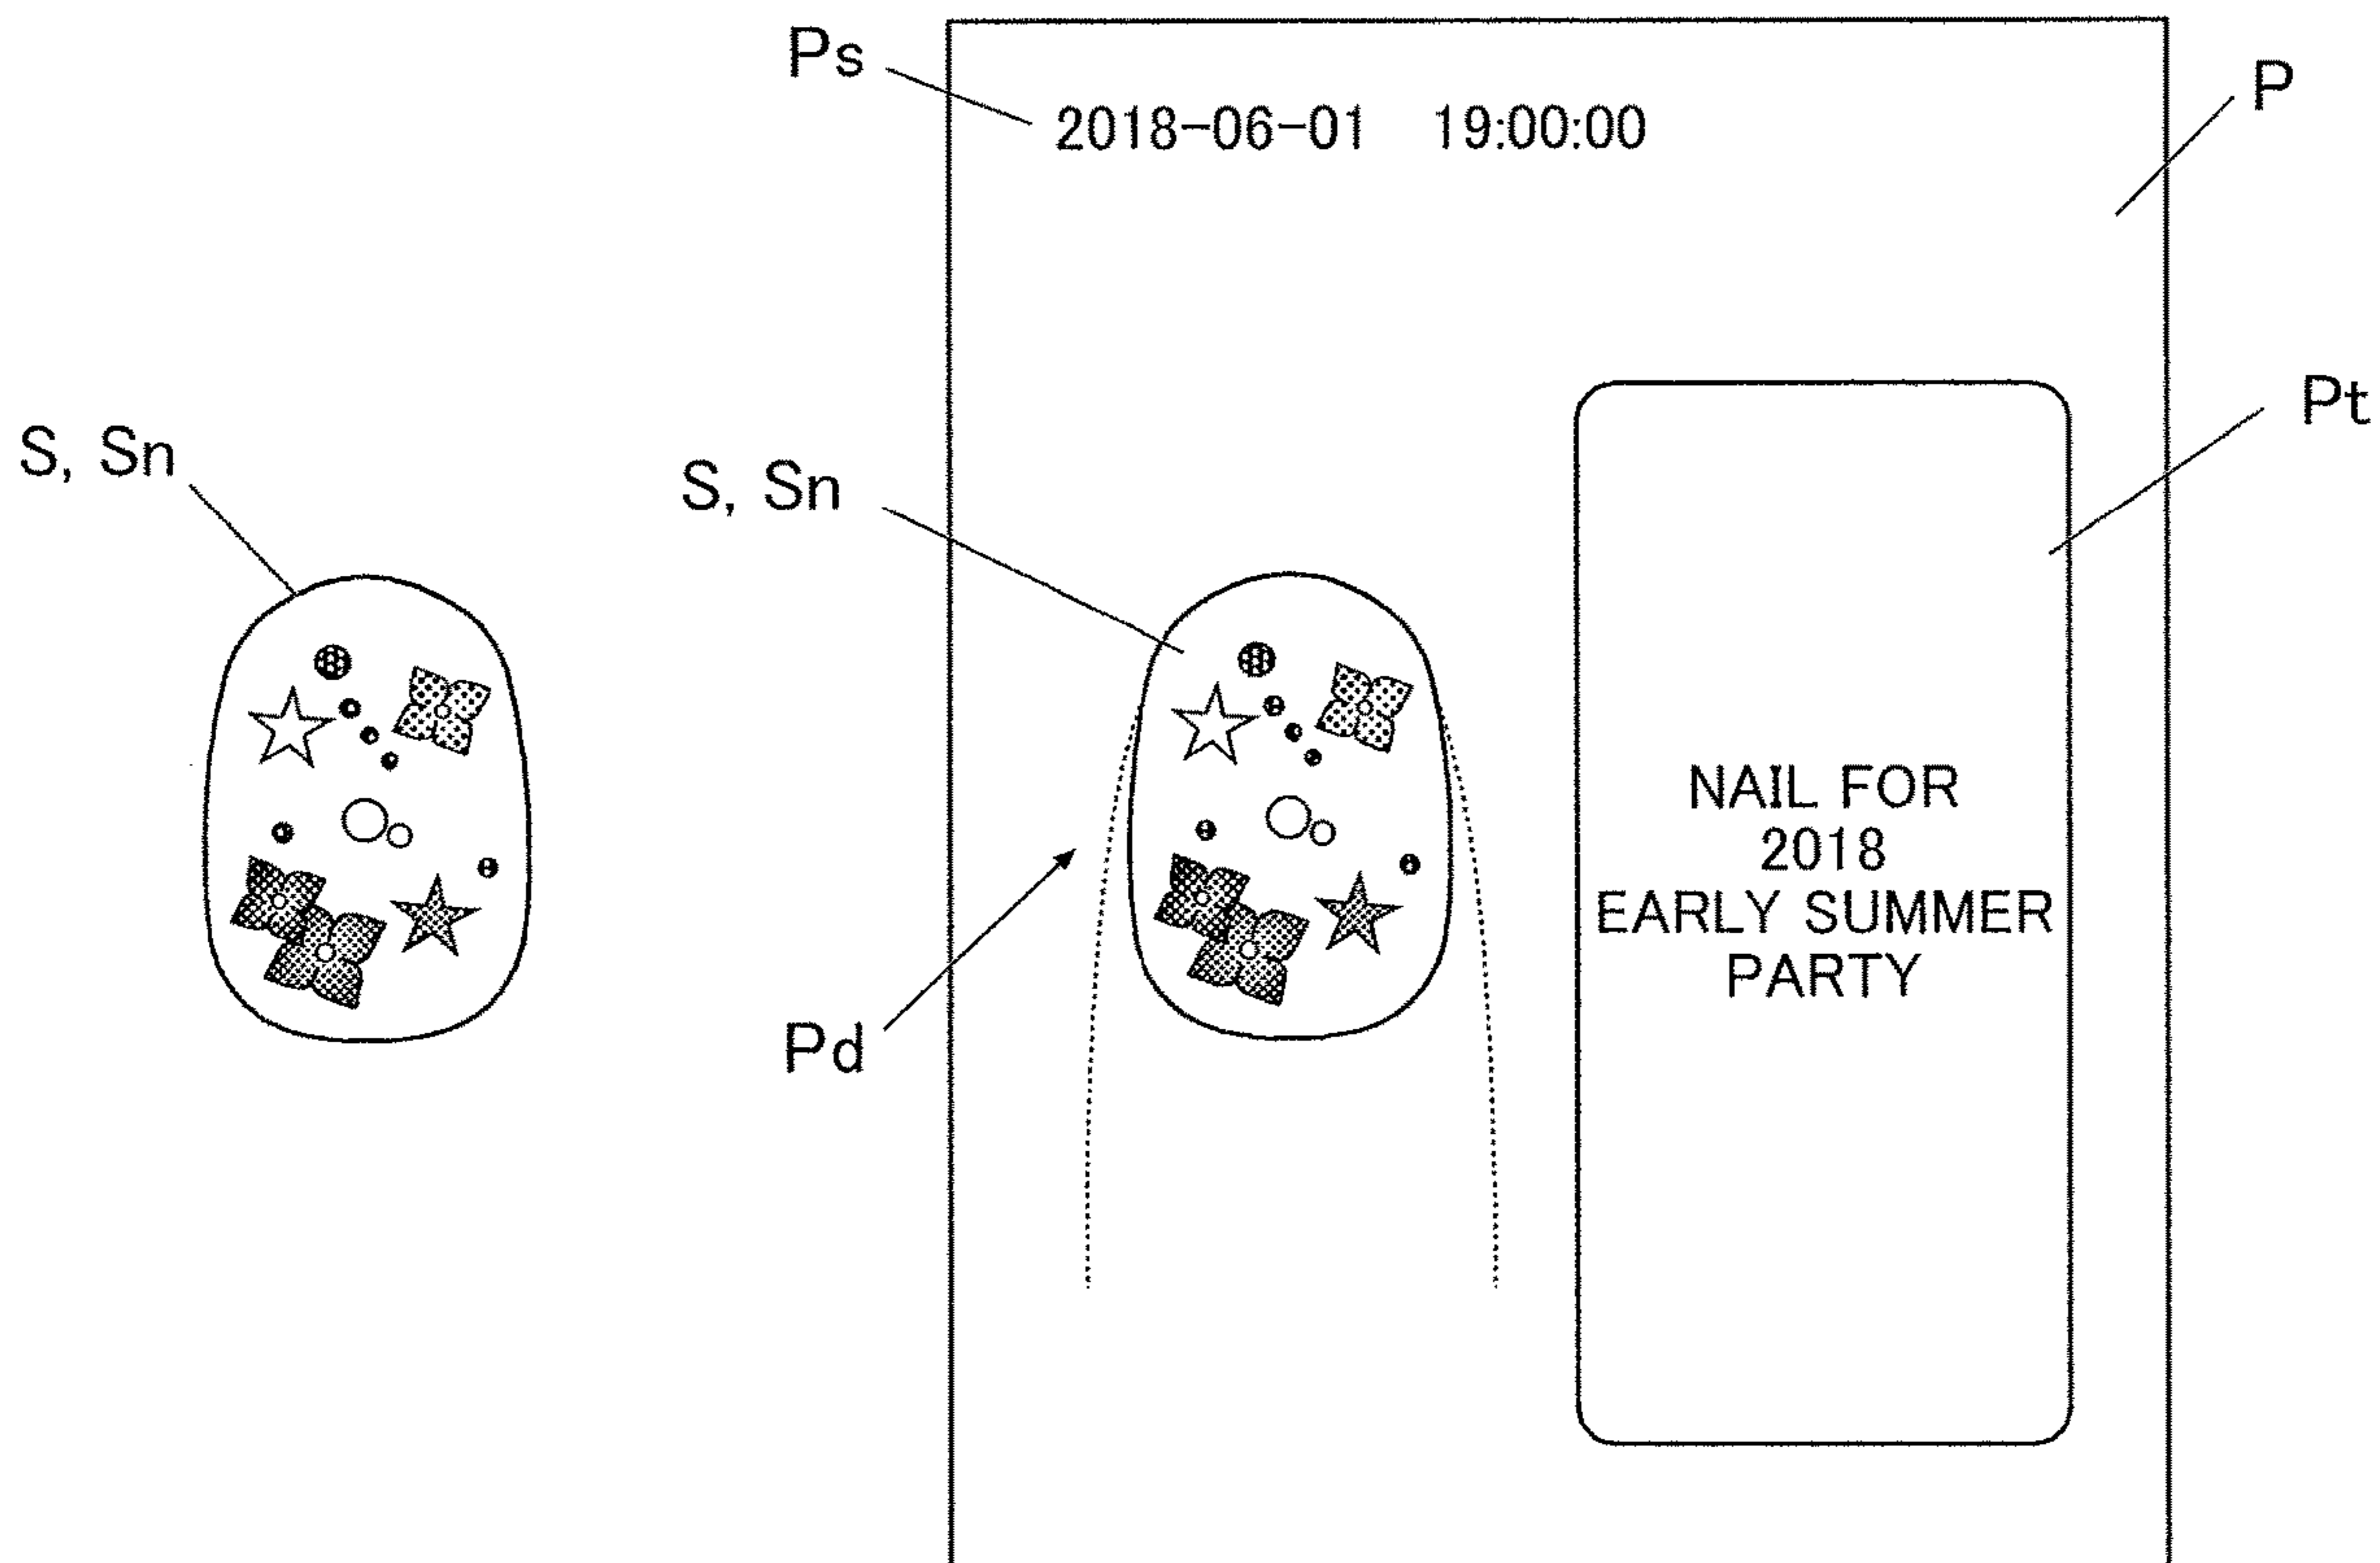 Ps
P
2018-06-01 19:00:00
Pt
S, Sn
S, Sn
NAIL FOR
2018
EARLY SUMMER
PARTY
Pd